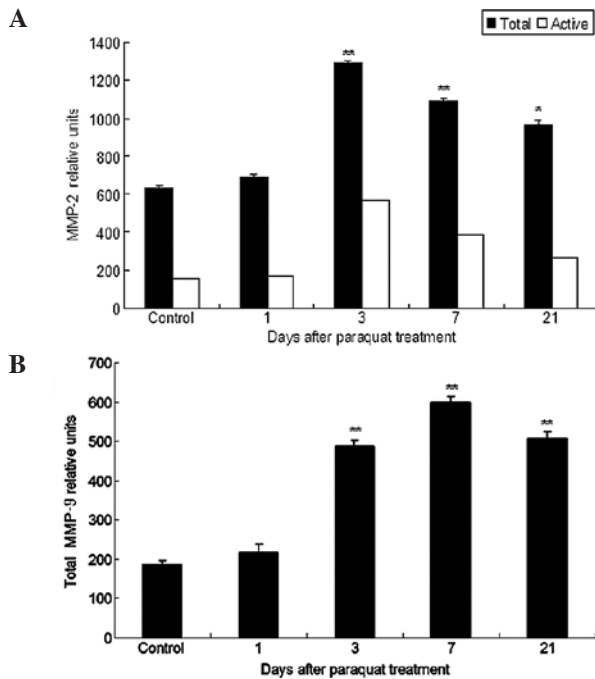 A
Total Active
1400
1200
1000
800
600
400
200
0
MMP-2 relative units
**
**
*
Control 1 3 7 21
Days after paraquat treatment
B
700
600
500
400
300
200
100
0
Total MMP-9 relative units
**
**
**
Control 1 3 7 21
Days after paraquat treatment